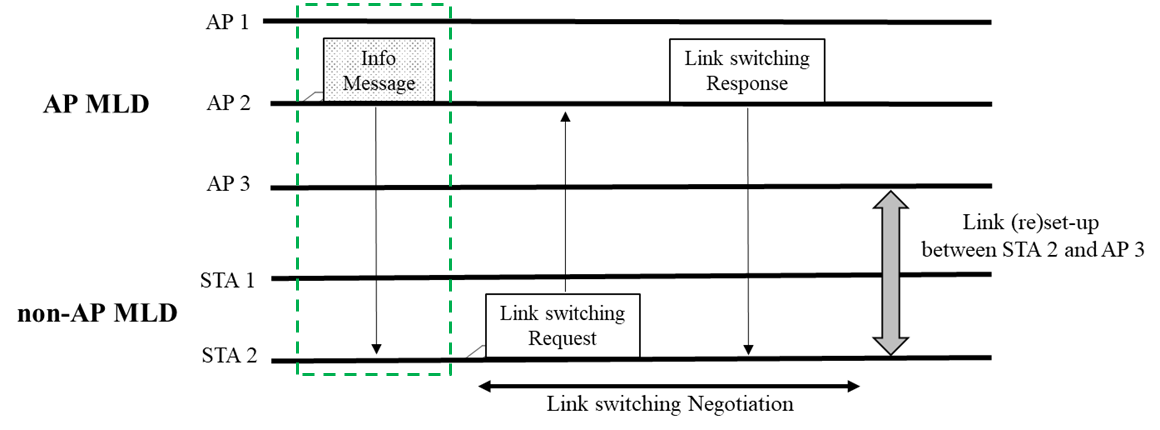 AP 1
Info
Message
Link switching
Response
AP MLD
AP 2
AP 3
Link (re)set-up
between STA 2 and AP 3
STA 1
non-AP MLD
Link switching
Request
STA 2
Link switching Negotiation